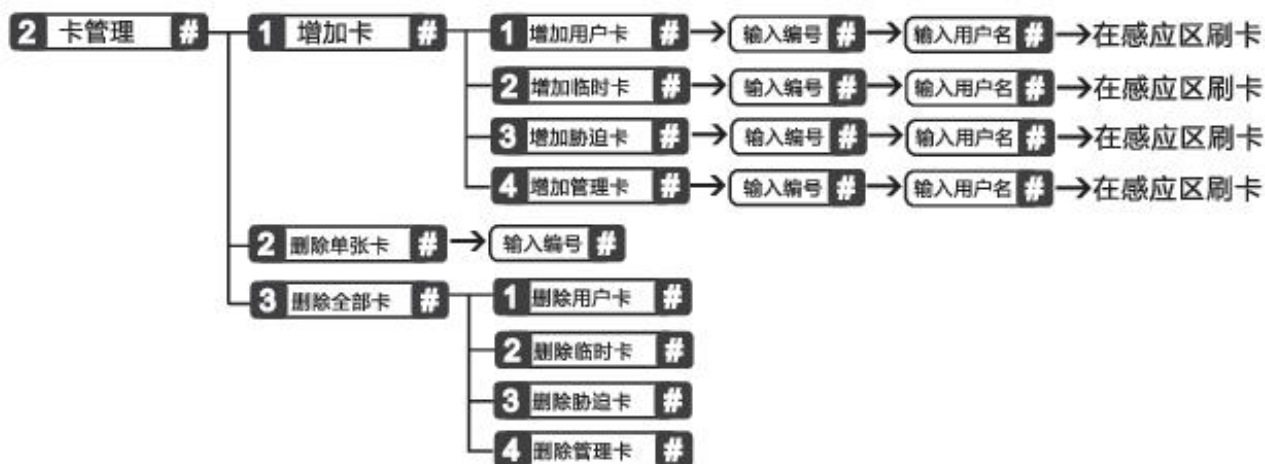 2 卡管理 # 1 增加卡 # 1 增加用户卡 # 输入编号 # 输入用户名 # 在感应区刷卡
2 增加临时卡 # 输入编号 # 输入用户名 # 在感应区刷卡
3 增加胁迫卡 # 输入编号 # 输入用户名 # 在感应区刷卡
4 增加管理卡 # 输入编号 # 输入用户名 # 在感应区刷卡
2 删除单张卡 # 输入编号 #
3 删除全部卡 # 1 删除用户卡 #
2 删除临时卡 #
3 删除胁迫卡 #
4 删除管理卡 #